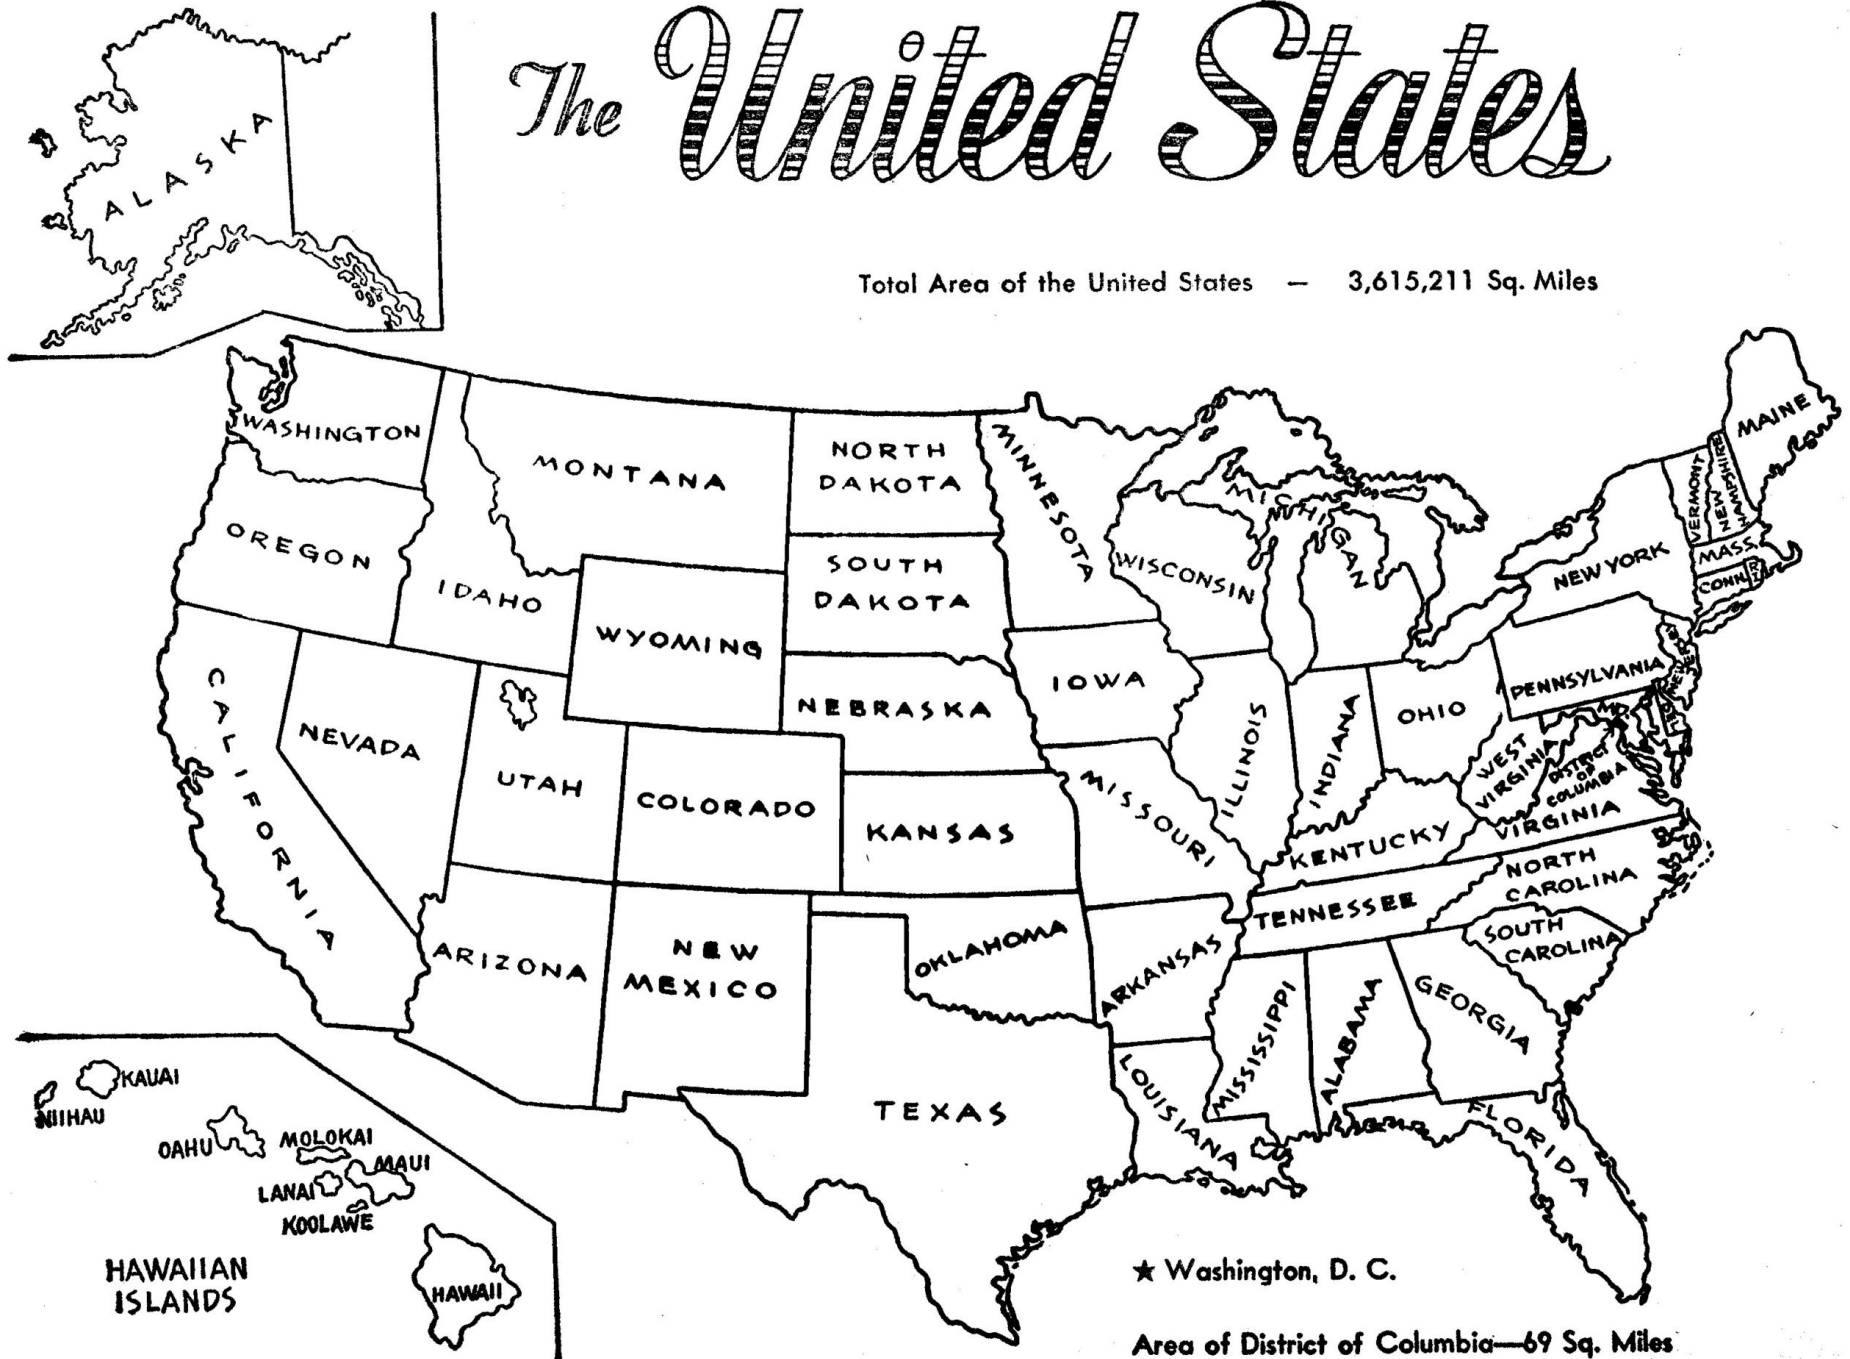 The United States
ALASKA
Total Area of the United States — 3,615,211 Sq. Miles
WASHINGTON
OREGON
CALIFORNIA
IDAHO
NEVADA
MONTANA
WYOMING
UTAH
ARIZONA
COLORADO
NEW
MEXICO
NORTH
DAKOTA
SOUTH
DAKOTA
NEBRASKA
KANSAS
OKLAHOMA
TEXAS
MINNESOTA
IOWA
MISSOURI
ARKANSAS
LOUISIANA
WISCONSIN
MICHIGAN
ILLINOIS
INDIANA
OHIO
KENTUCKY
TENNESSEE
MISSISSIPPI
ALABAMA
GEORGIA
FLORIDA
SOUTH
CAROLINA
NORTH
CAROLINA
VIRGINIA
WEST
VIRGINIA
DISTRICT
OF
COLUMBIA
MD.
DEL.
PENNSYLVANIA
NEW JERSEY
NEW YORK
CONN.
R.I.
MASS.
VERMONT
NEW
HAMPSHIRE
MAINE
KAUAI
NIIHAU
OAHU
MOLOKAI
MAUI
LANAI
KOOLAWE
HAWAII
HAWAIIAN
ISLANDS
★ Washington, D. C.
Area of District of Columbia—69 Sq. Miles